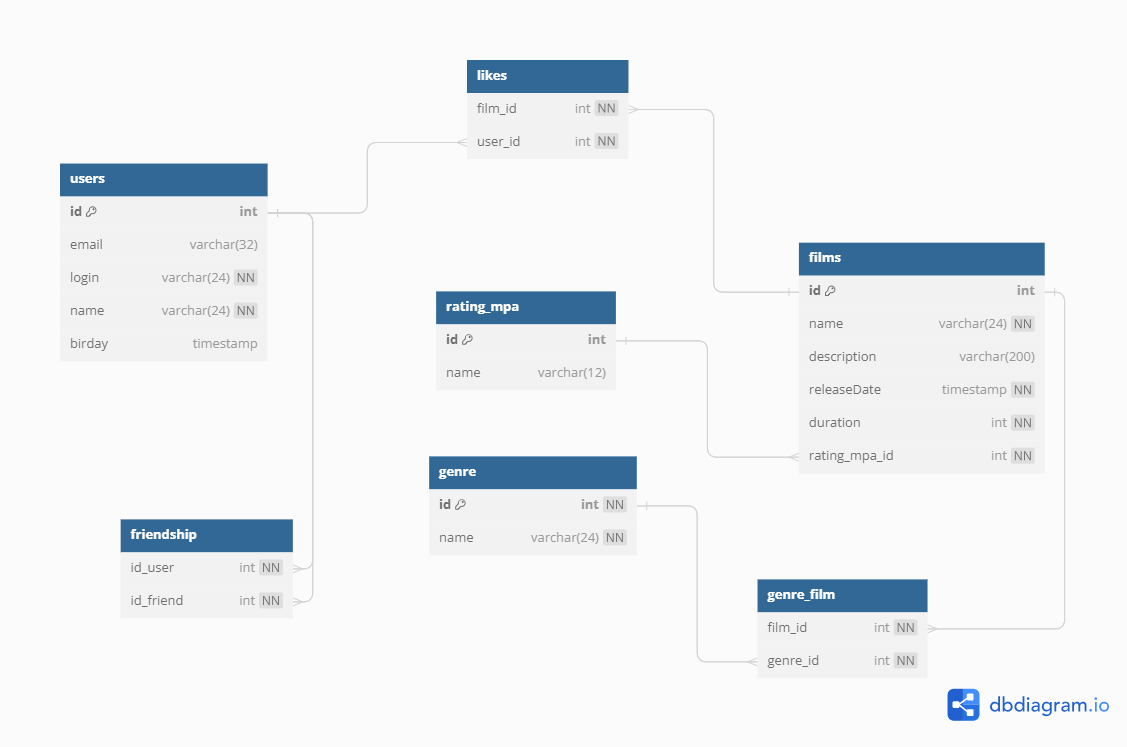 likes
film_id int NN
user_id int NN
users
id int
email varchar(32)
login varchar(24) NN
name varchar(24) NN
birday timestamp
films
id int
name varchar(24) NN
description varchar(200)
releaseDate timestamp NN
duration int NN
rating_mpa_id int NN
rating_mpa
id int
name varchar(12)
genre
id int NN
name varchar(24) NN
friendship
id_user int NN
id_friend int NN
genre_film
film_id int NN
genre_id int NN
dbdiagram.io